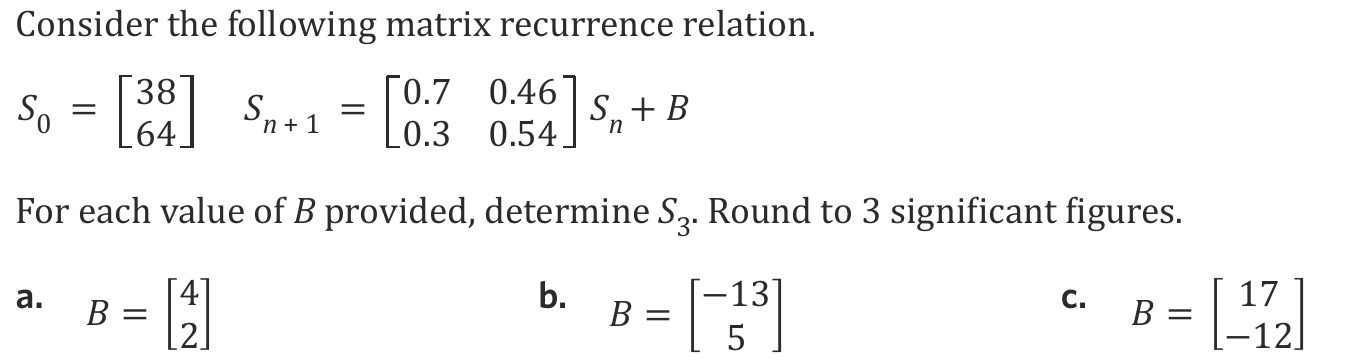 Consider the following matrix recurrence relation.
S₀ = [38; 64] Sₙ₊₁ = [0.7 0.46; 0.3 0.54] Sₙ + B
For each value of B provided, determine S₃. Round to 3 significant figures.
a. B = [4; 2] b. B = [−13; 5] c. B = [17; −12]